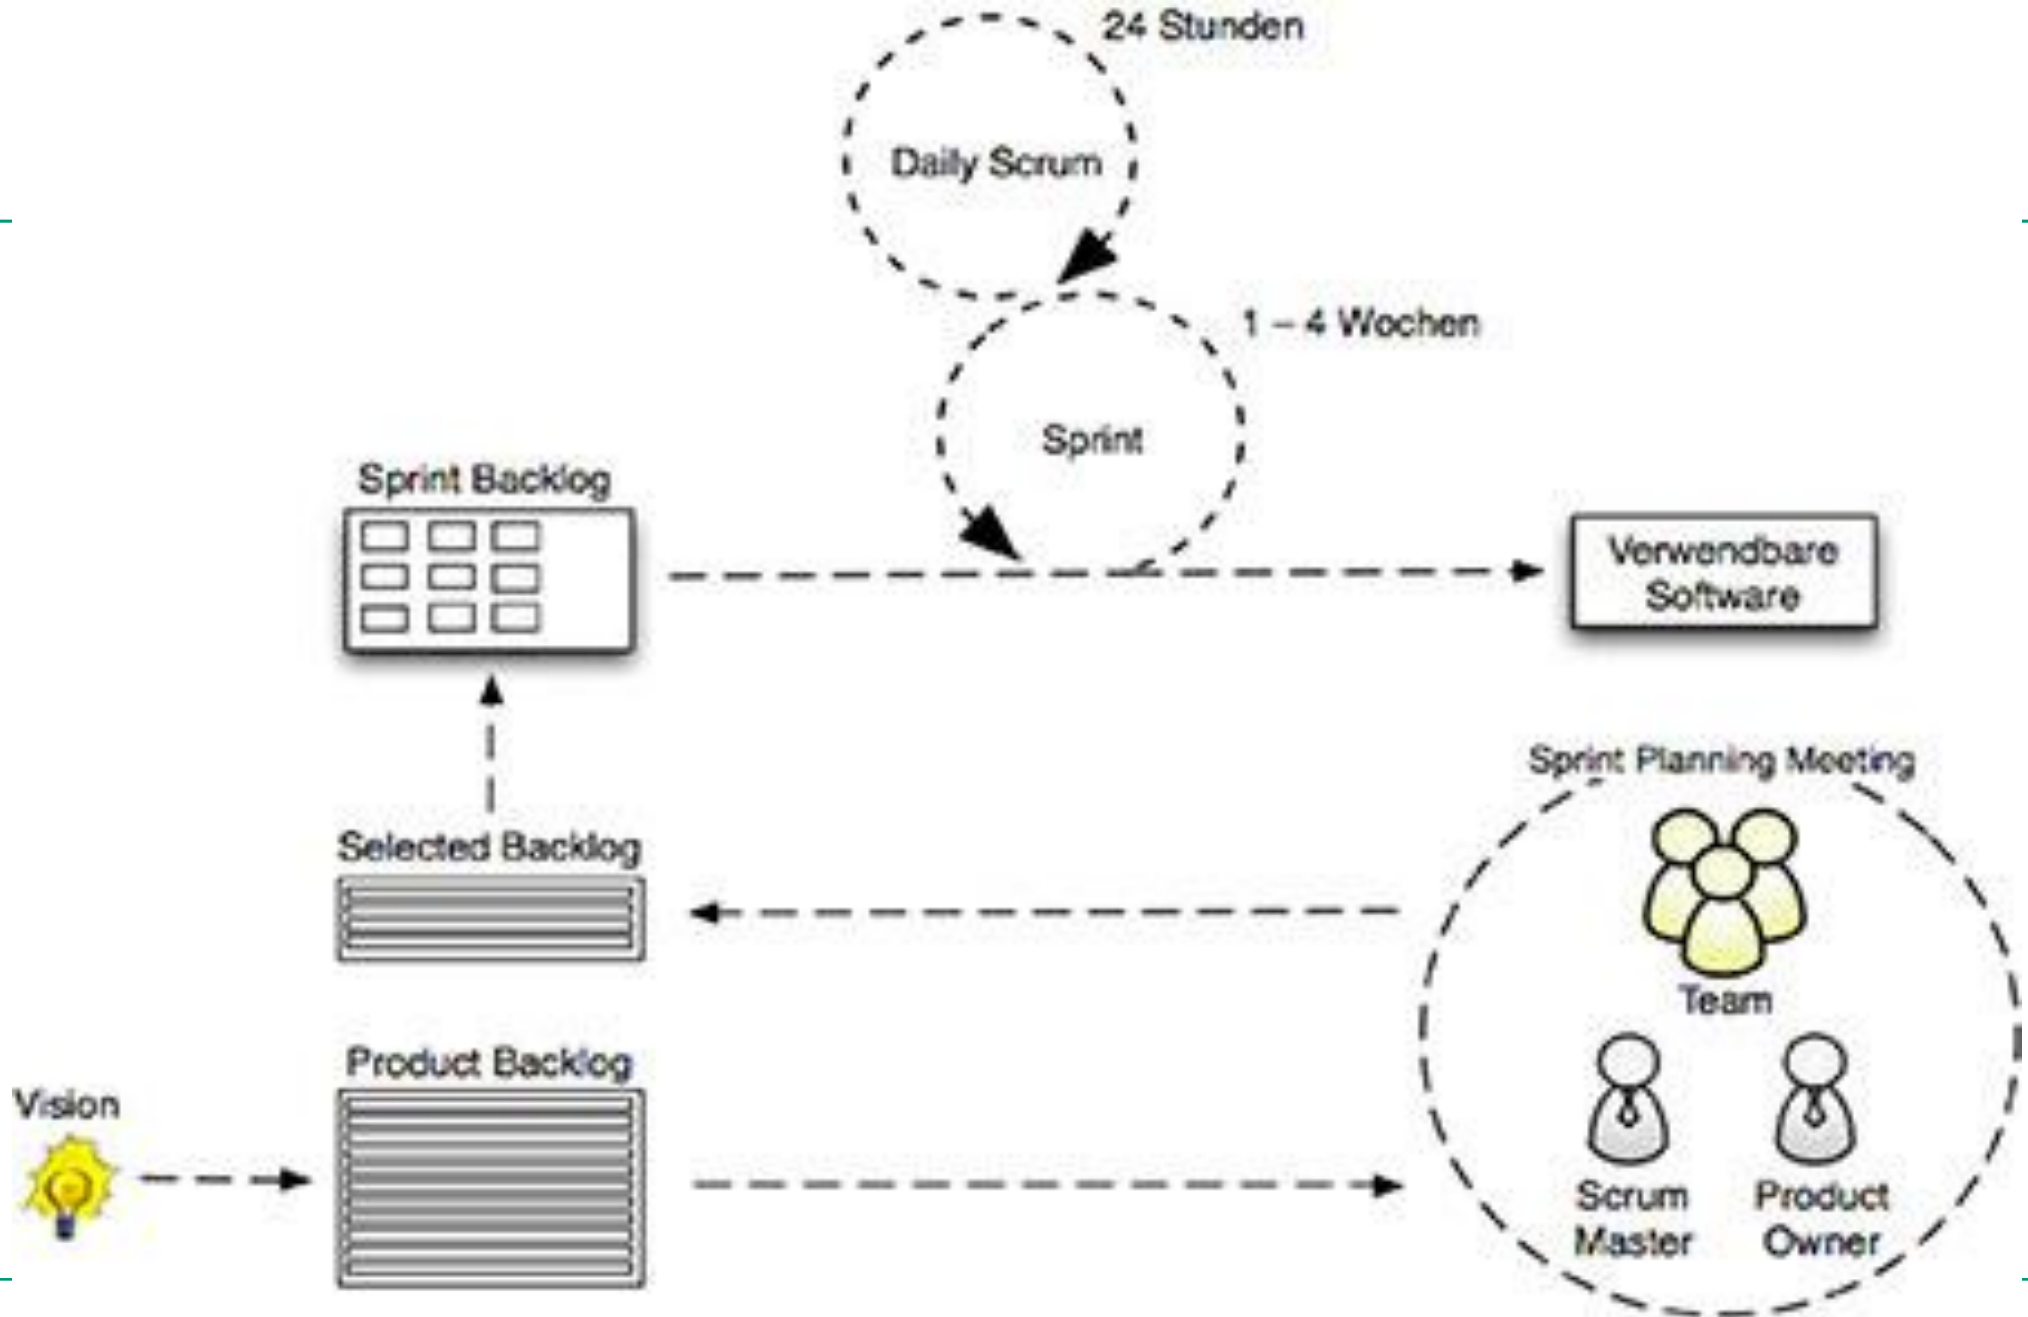 24 Stunden
Daily Scrum
1 – 4 Wochen
Sprint
Sprint Backlog
Verwendbare
Software
Sprint Planning Meeting
Selected Backlog
Team
Product Backlog
Vision
Scrum
Master
Product
Owner